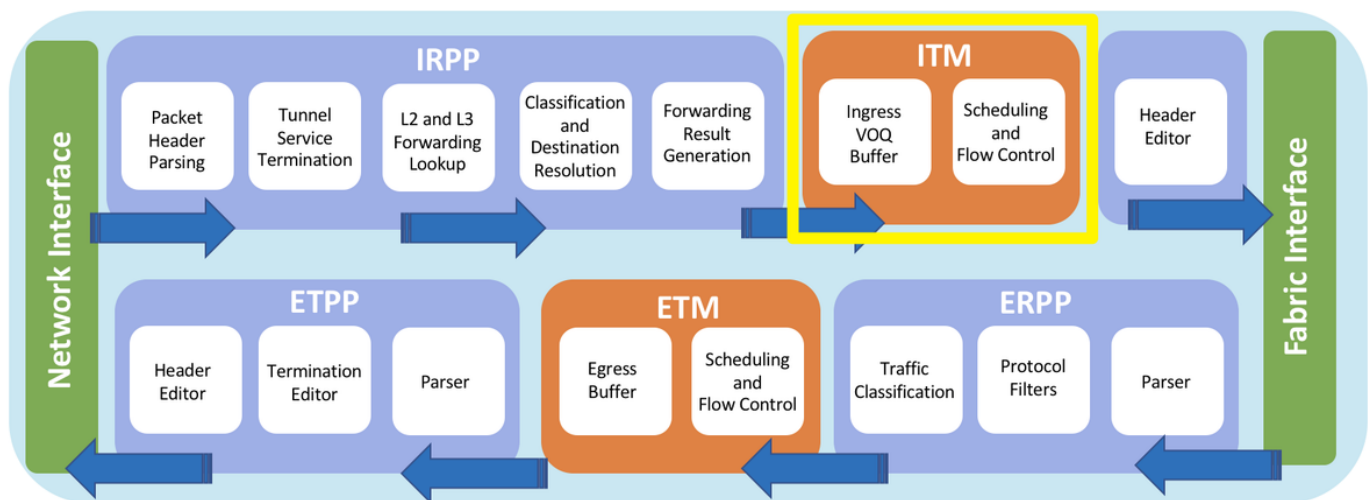 Network Interface
IRPP
Packet
Header
Parsing
Tunnel
Service
Termination
L2 and L3
Forwarding
Lookup
Classification
and
Destination
Resolution
Forwarding
Result
Generation
ITM
Ingress
VOQ
Buffer
Scheduling
and
Flow Control
Header
Editor
Fabric Interface
ETPP
Header
Editor
Termination
Editor
Parser
ETM
Egress
Buffer
Scheduling
and
Flow Control
ERPP
Traffic
Classification
Protocol
Filters
Parser